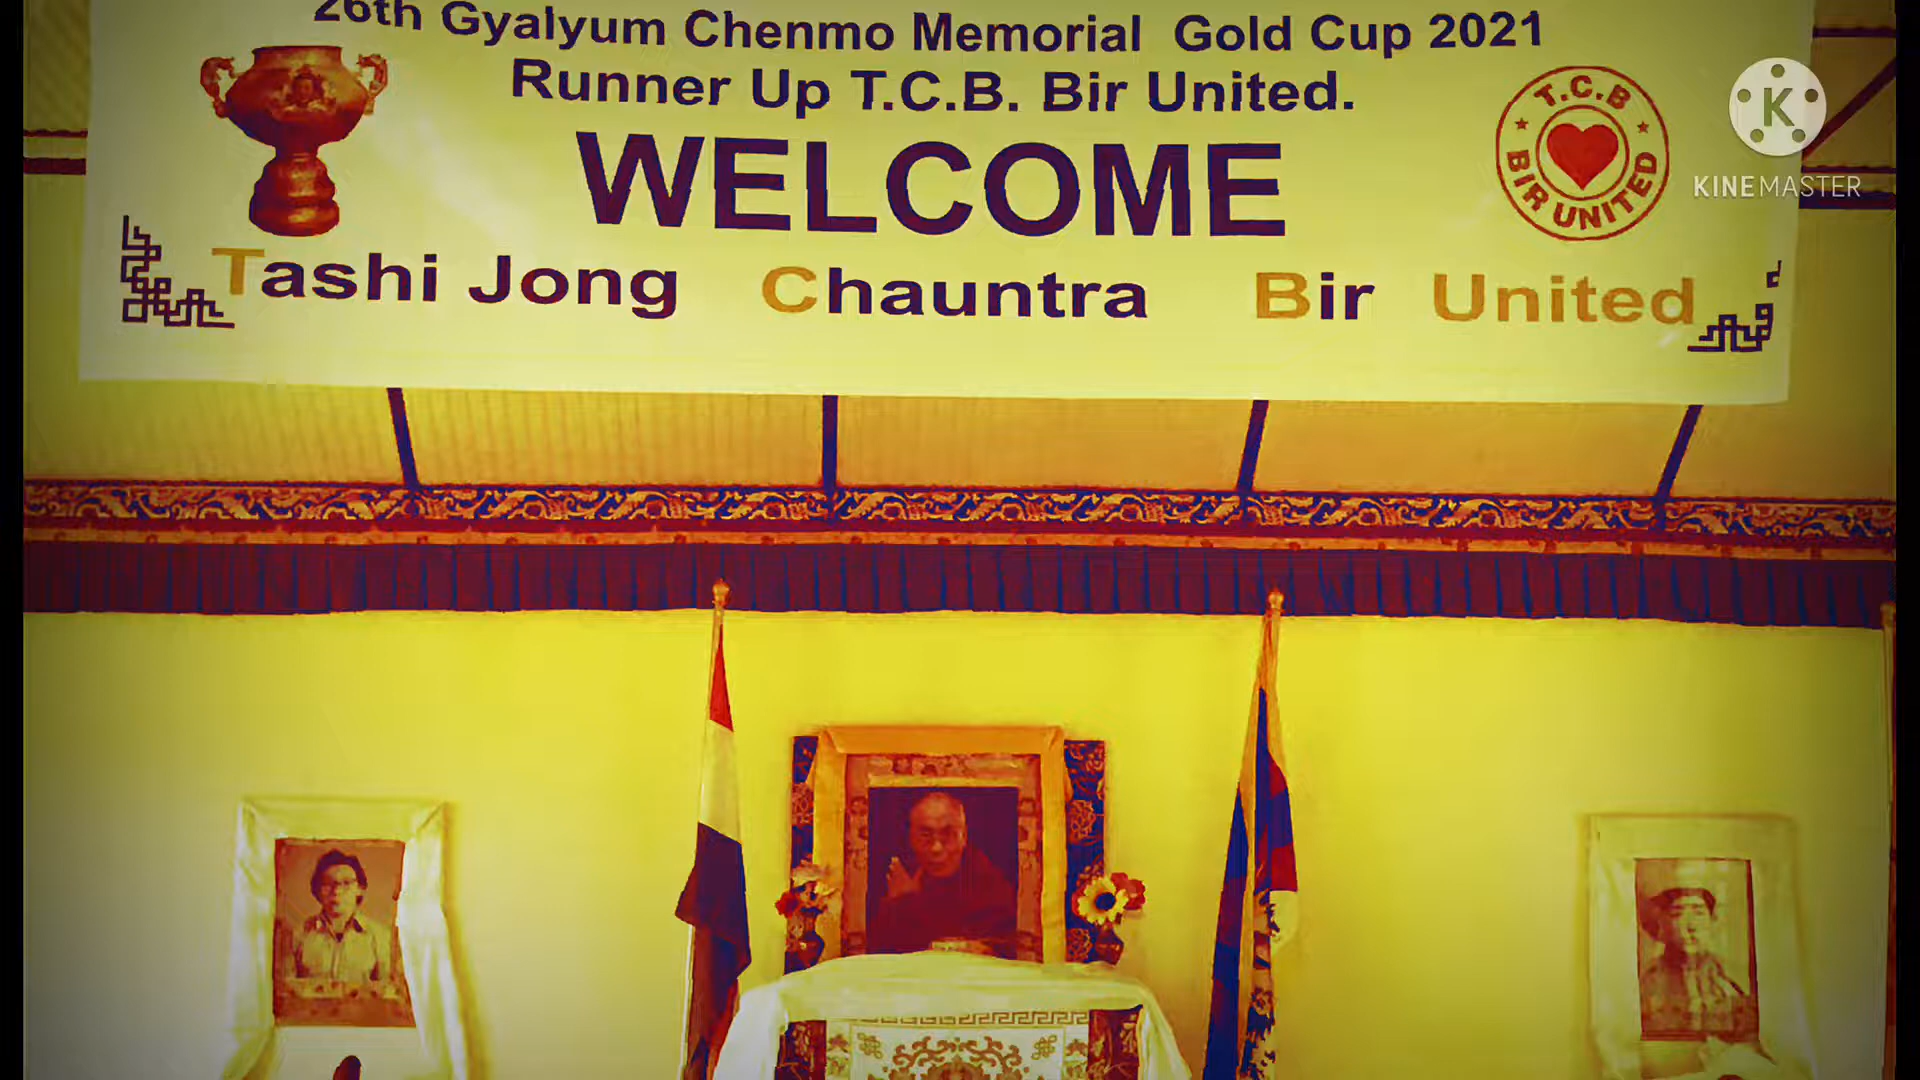 26th Gyalyum Chenmo Memorial Gold Cup 2021
Runner Up T.C.B. Bir United.
WELCOME
T.C.B
BIR UNITED
K
KINEMASTER
Tashi Jong Chauntra Bir United